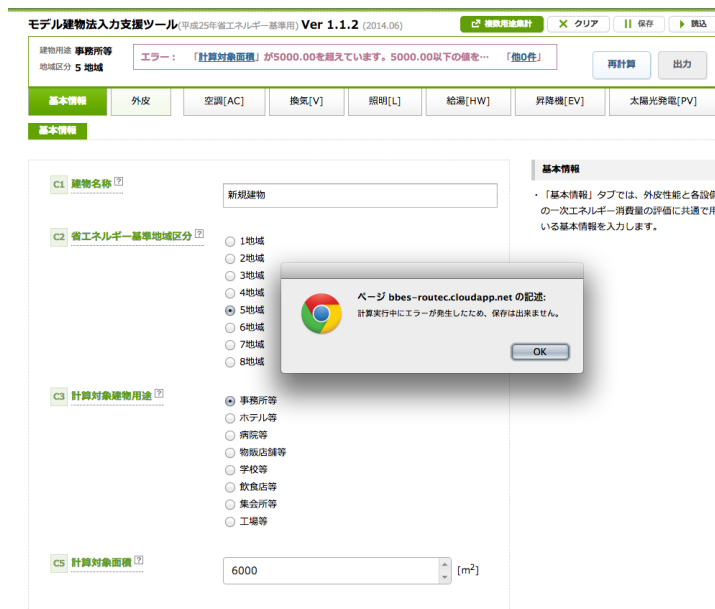 モデル建物法入力支援ツール(平成25年省エネルギー基準用) Ver 1.1.2 (2014.06) 複数用途集計 クリア 保存 読込
建物用途 事務所等
地域区分 5 地域
エラー： 「計算対象面積」が5000.00を超えています。5000.00以下の値を… 「他0件」
再計算 出力
基本情報 外皮 空調[AC] 換気[V] 照明[L] 給湯[HW] 昇降機[EV] 太陽光発電[PV]
基本情報
基本情報
・「基本情報」タブでは、外皮性能と各設備
の一次エネルギー消費量の評価に共通で用
いる基本情報を入力します。
C1 建物名称 ?
新規建物
C2 省エネルギー基準地域区分 ?
1地域
2地域
3地域
4地域
5地域
6地域
7地域
8地域
ページ bbes-routec.cloudapp.net の記述:
計算実行中にエラーが発生したため、保存は出来ません。
OK
C3 計算対象建物用途 ?
事務所等
ホテル等
病院等
物販店舗等
学校等
飲食店等
集会所等
工場等
C5 計算対象面積 ?
6000 [m²]